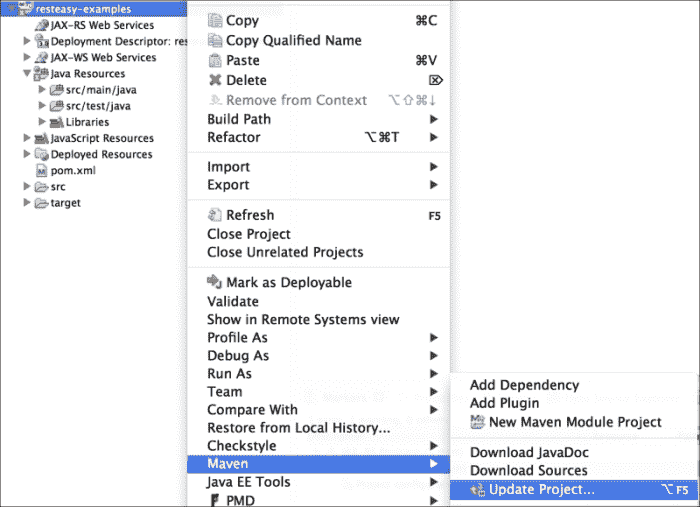 resteasy-examples
JAX-RS Web Services
Deployment Descriptor: res
JAX-WS Web Services
Java Resources
src/main/java
src/test/java
Libraries
JavaScript Resources
Deployed Resources
pom.xml
src
target
Copy ⌘C
Copy Qualified Name
Paste ⌘V
Delete ⌦
Remove from Context ⌥⇧⌘↓
Build Path
Refactor ⌥⌘T
Import
Export
Refresh F5
Close Project
Close Unrelated Projects
Mark as Deployable
Validate
Show in Remote Systems view
Profile As
Debug As
Run As
Team
Compare With
Restore from Local History...
Checkstyle
Maven
Java EE Tools
PMD
Add Dependency
Add Plugin
New Maven Module Project
Download JavaDoc
Download Sources
Update Project... ⌥F5